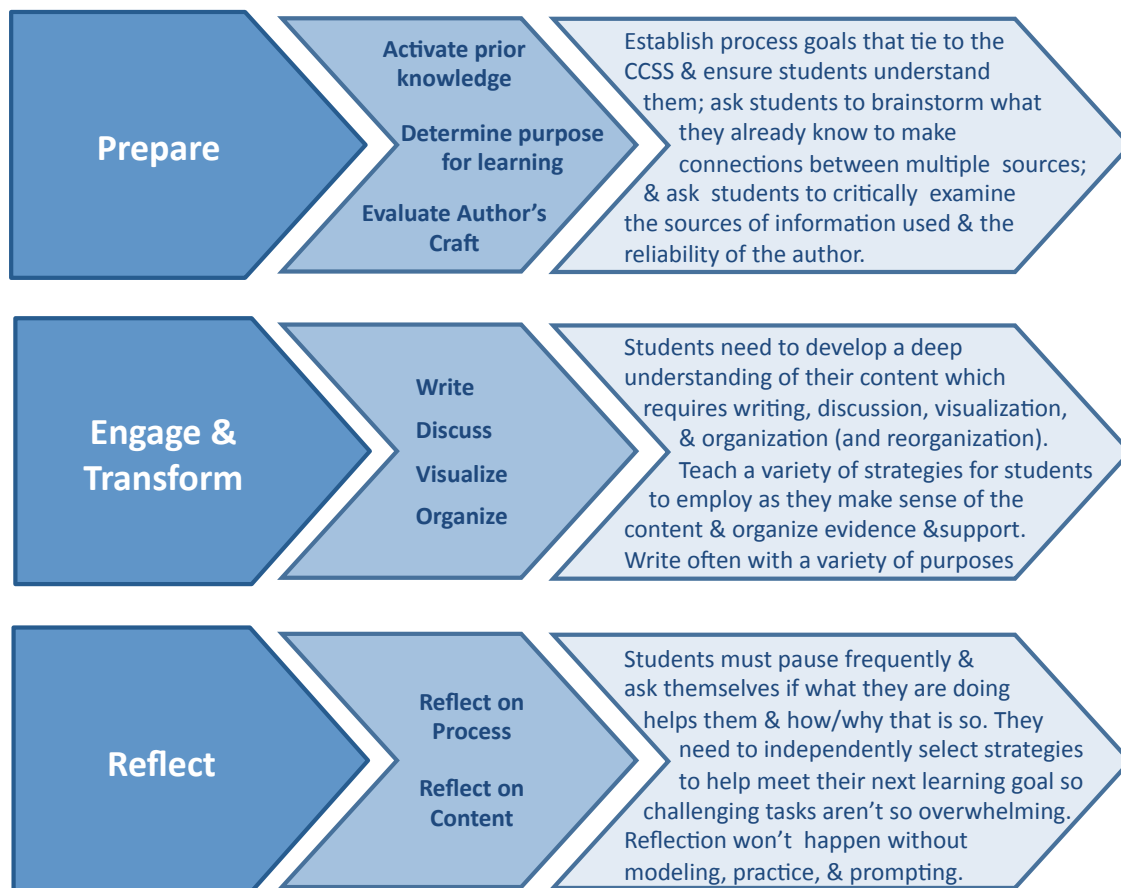 Prepare
Activate prior
knowledge
Determine purpose
for learning
Evaluate Author's
Craft
Establish process goals that tie to the
CCSS & ensure students understand
them; ask students to brainstorm what
they already know to make
connections between multiple sources;
& ask students to critically examine
the sources of information used & the
reliability of the author.
Engage &
Transform
Write
Discuss
Visualize
Organize
Students need to develop a deep
understanding of their content which
requires writing, discussion, visualization,
& organization (and reorganization).
Teach a variety of strategies for students
to employ as they make sense of the
content & organize evidence &support.
Write often with a variety of purposes
Reflect
Reflect on
Process
Reflect on
Content
Students must pause frequently &
ask themselves if what they are doing
helps them & how/why that is so. They
need to independently select strategies
to help meet their next learning goal so
challenging tasks aren't so overwhelming.
Reflection won't happen without
modeling, practice, & prompting.